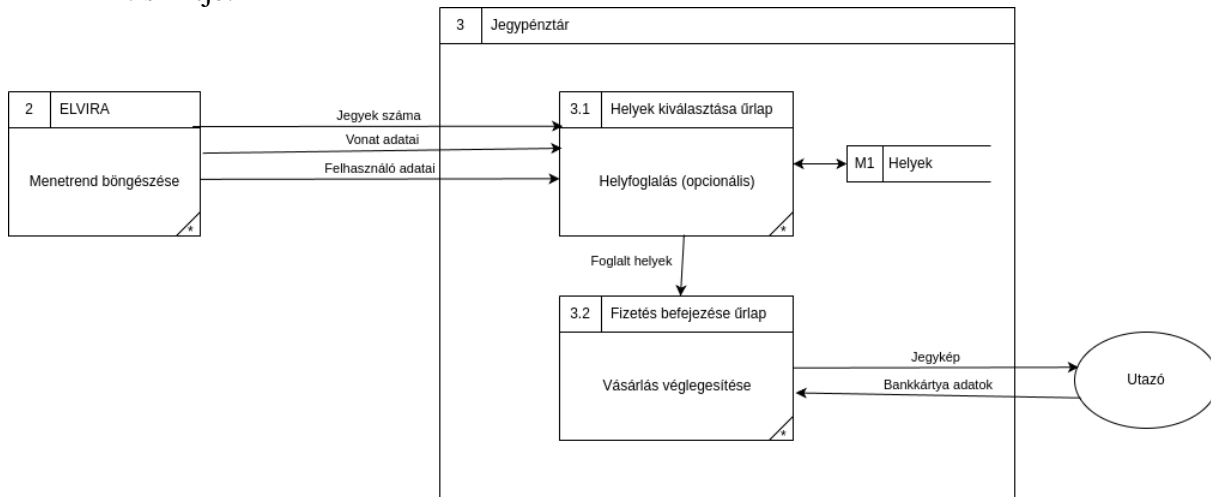 3 Jegypénztár
2 ELVIRA
Menetrend böngészése
*
Jegyek száma
Vonat adatai
Felhasználó adatai
3.1 Helyek kiválasztása űrlap
Helyfoglalás (opcionális)
*
M1 Helyek
Foglalt helyek
3.2 Fizetés befejezése űrlap
Vásárlás véglegesítése
*
Jegykép
Bankkártya adatok
Utazó